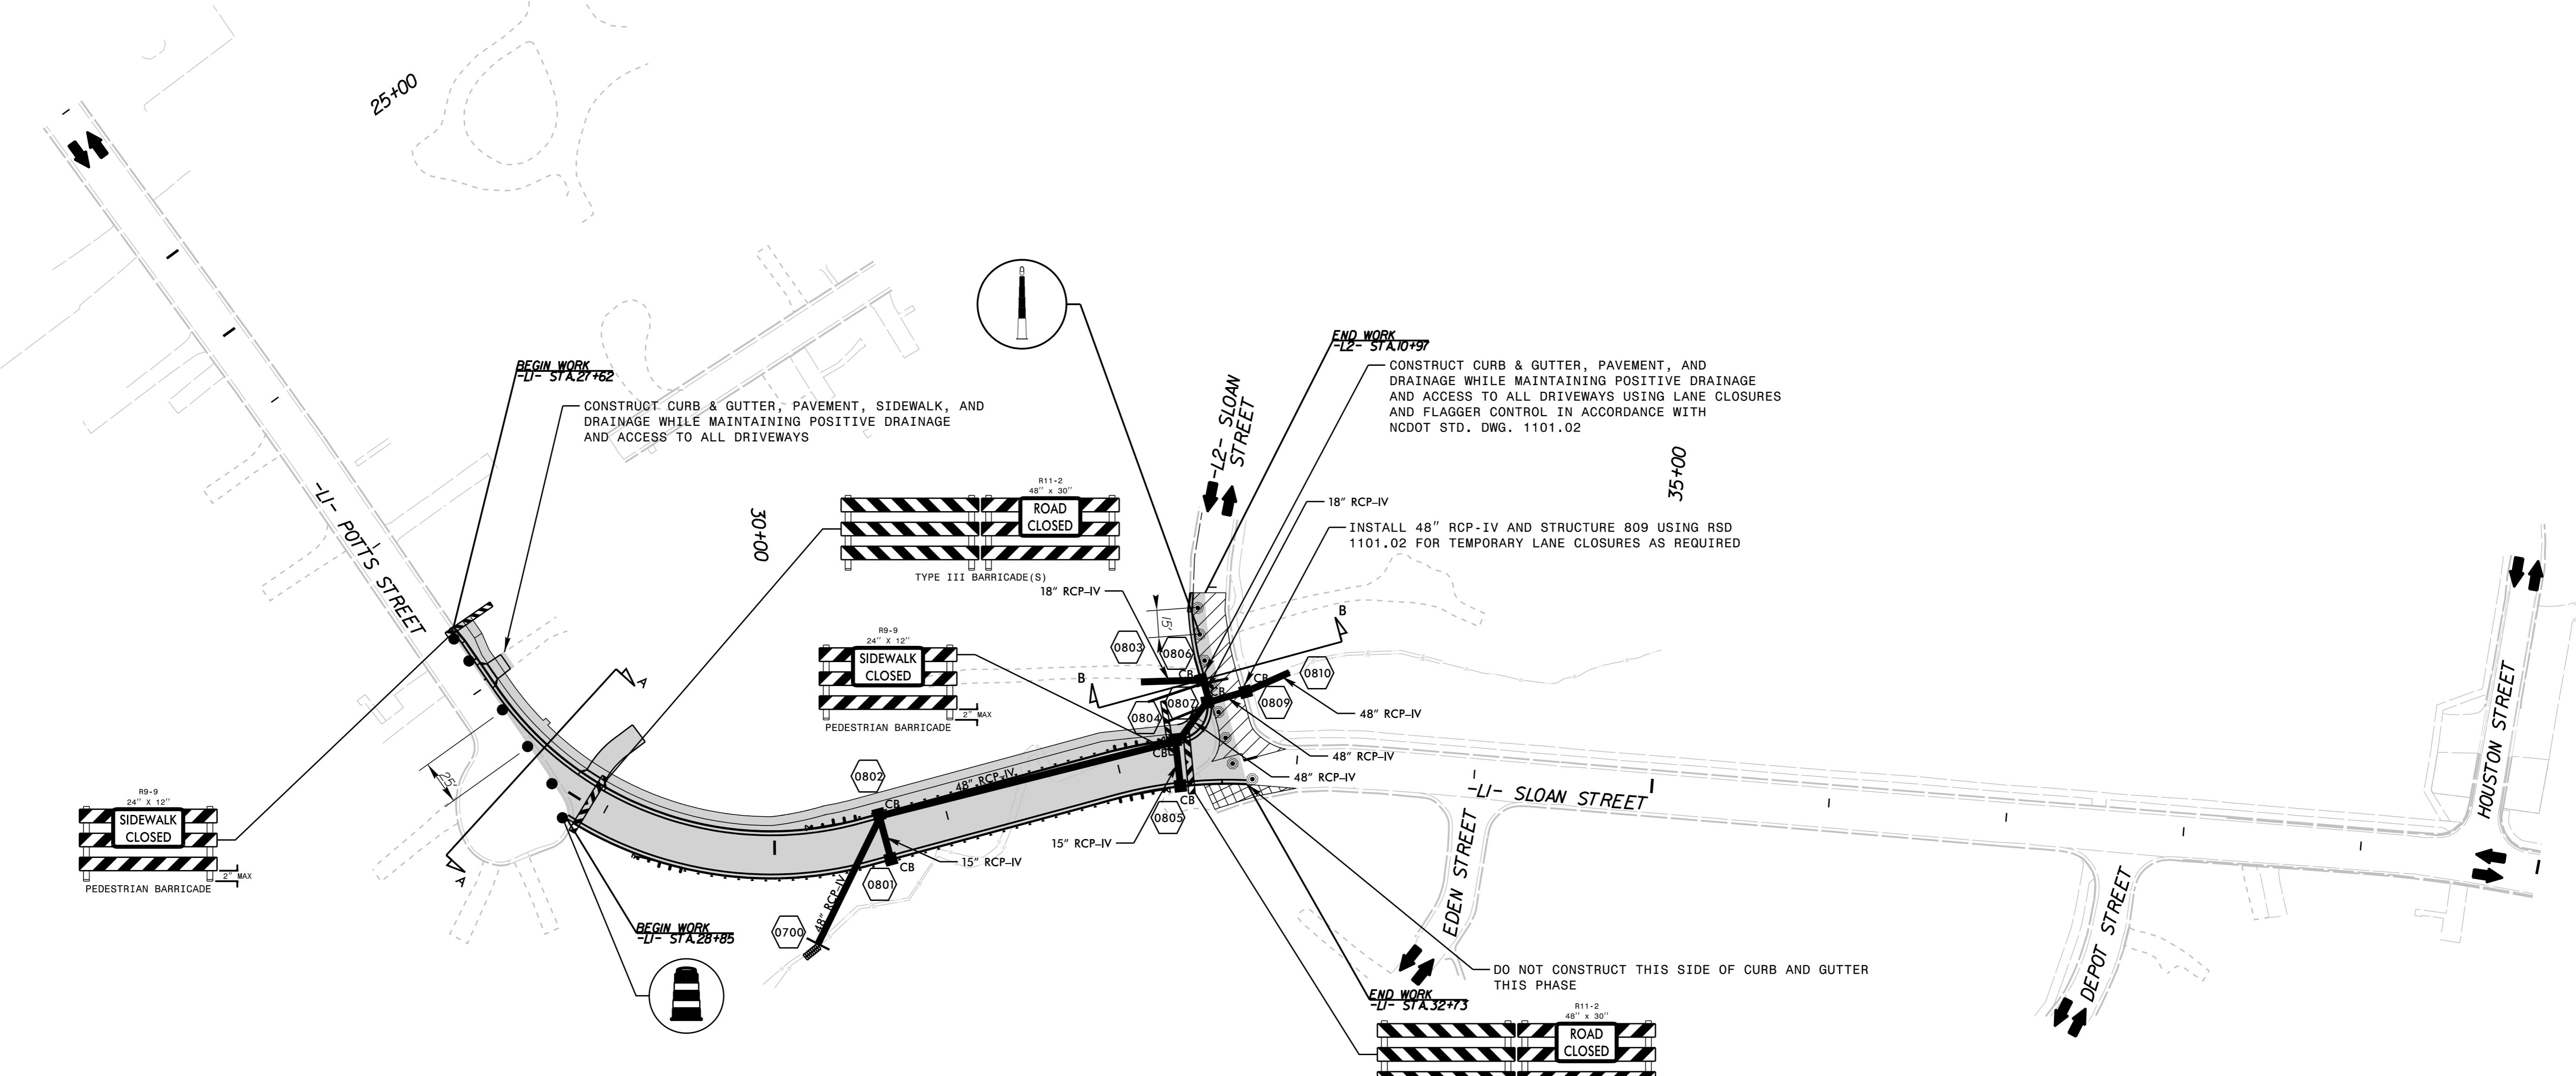 25+00
BEGIN WORK
-L1- STA.27+62
CONSTRUCT CURB & GUTTER, PAVEMENT, SIDEWALK, AND
DRAINAGE WHILE MAINTAINING POSITIVE DRAINAGE
AND ACCESS TO ALL DRIVEWAYS
END WORK
-L2- STA.10+97
CONSTRUCT CURB & GUTTER, PAVEMENT, AND
DRAINAGE WHILE MAINTAINING POSITIVE DRAINAGE
AND ACCESS TO ALL DRIVEWAYS USING LANE CLOSURES
AND FLAGGER CONTROL IN ACCORDANCE WITH
NCDOT STD. DWG. 1101.02
-L2- SLOAN
STREET
35+00
-L1- POTTS STREET
30+00
R11-2
48" x 30"
ROAD
CLOSED
TYPE III BARRICADE(S)
18" RCP-IV
INSTALL 48" RCP-IV AND STRUCTURE 809 USING RSD
1101.02 FOR TEMPORARY LANE CLOSURES AS REQUIRED
18" RCP-IV
15'
R9-9
24" X 12"
SIDEWALK
CLOSED
2" MAX
PEDESTRIAN BARRICADE
0803
0806
B
B
CB
CB
CB
0810
0809
0807
0804
48" RCP-IV
A
A
25'
48" RCP-IV
48" RCP-IV
CB
CB
0802
CB
48" RCP-IV
0805
15" RCP-IV
15" RCP-IV
CB
0801
48" RCP-IV
0700
R9-9
24" X 12"
SIDEWALK
CLOSED
2" MAX
PEDESTRIAN BARRICADE
BEGIN WORK
-L1- STA.28+85
-L1- SLOAN STREET
HOUSTON STREET
EDEN STREET
DEPOT STREET
DO NOT CONSTRUCT THIS SIDE OF CURB AND GUTTER
THIS PHASE
END WORK
-L1- STA.32+73
R11-2
48" x 30"
ROAD
CLOSED